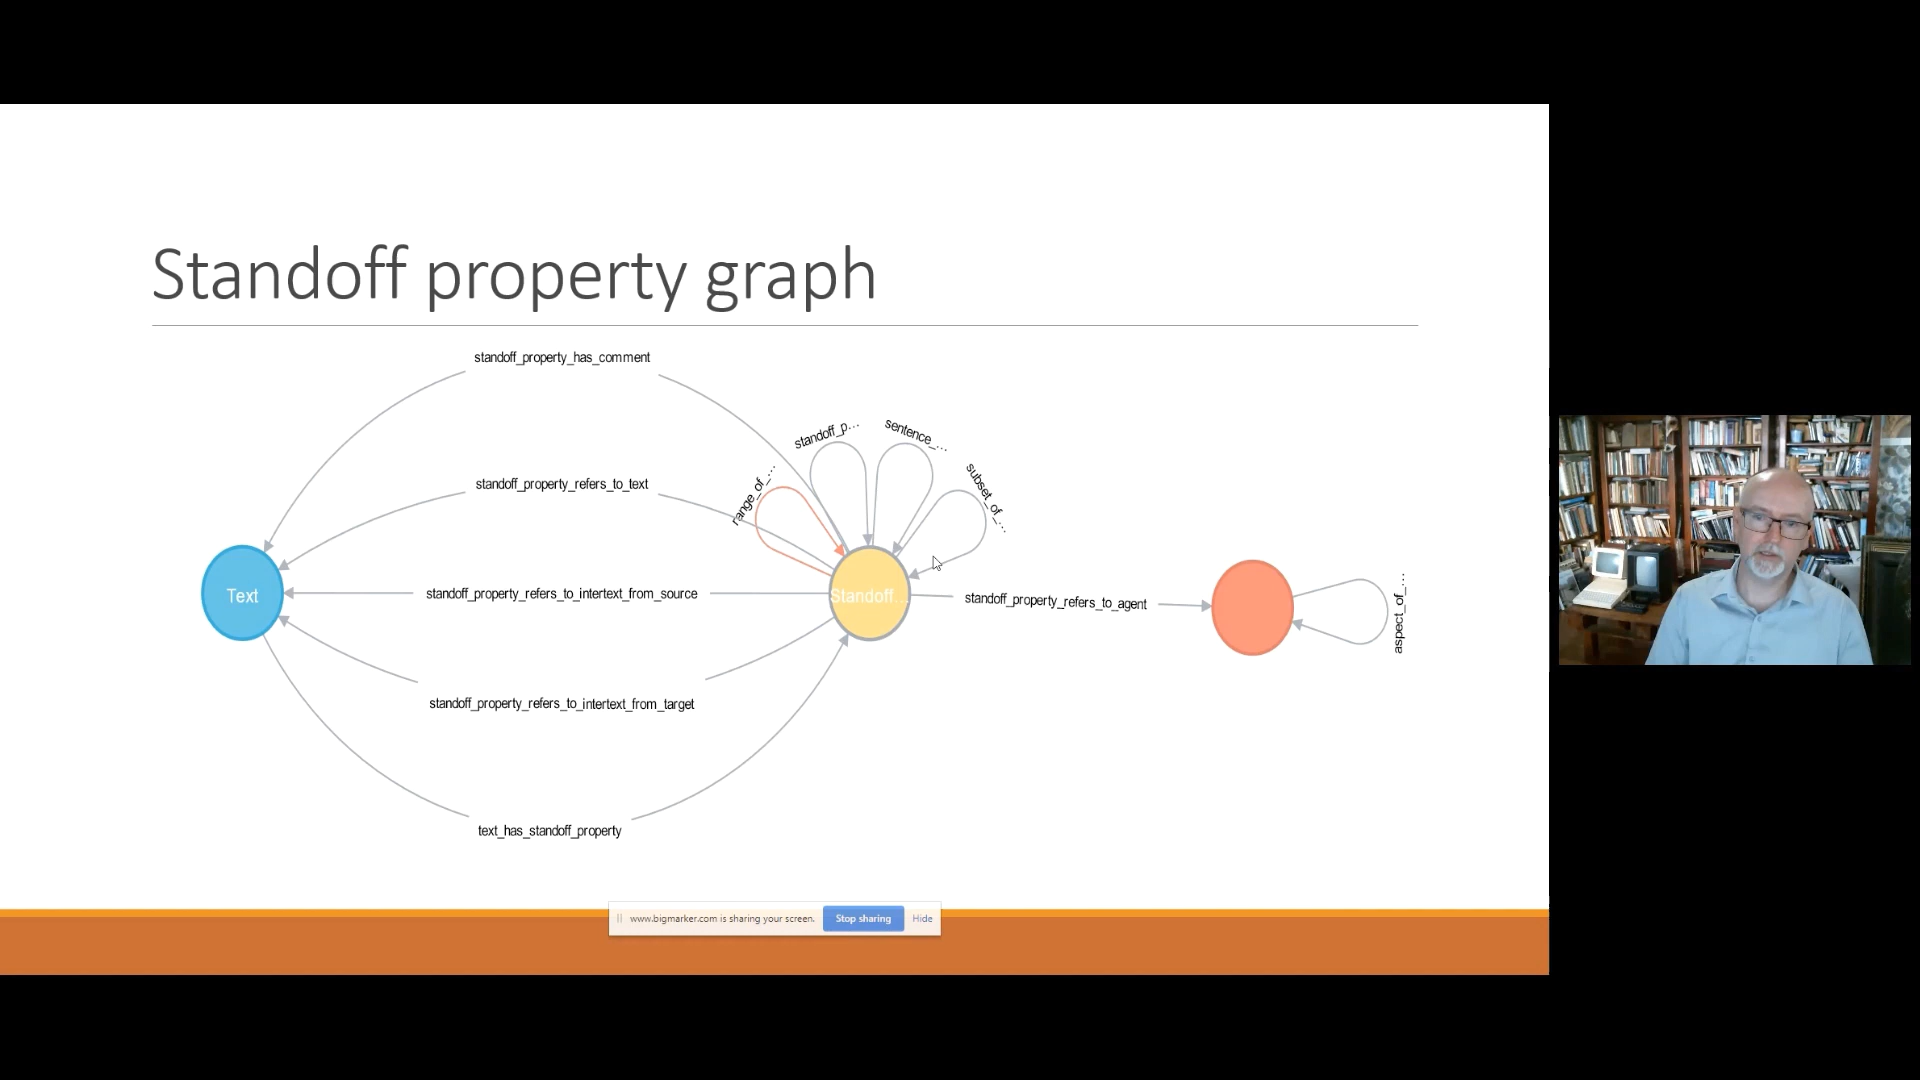 Standoff property graph
standoff_property_has_comment
standoff_p...
sentence_...
range_of_...
subset_of_...
standoff_property_refers_to_text
Text
standoff_property_refers_to_intertext_from_source
Standoff...
standoff_property_refers_to_agent
aspect_of_...
standoff_property_refers_to_intertext_from_target
text_has_standoff_property
www.bigmarker.com is sharing your screen. Stop sharing Hide